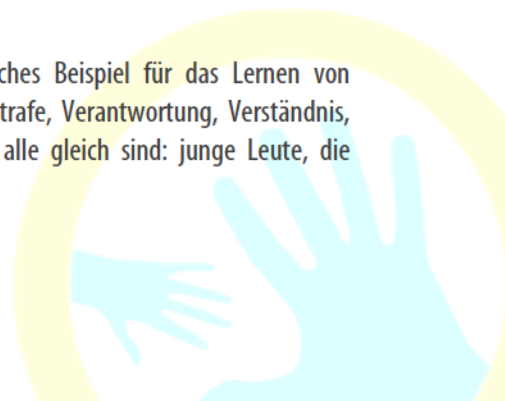 ches Beispiel für das Lernen von
trafe, Verantwortung, Verständnis,
alle gleich sind: junge Leute, die